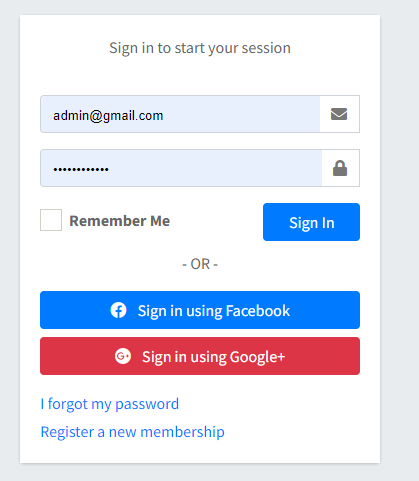 Sign in to start your session
admin@gmail.com
••••••••••••
Remember Me
Sign In
- OR -
Sign in using Facebook
Sign in using Google+
I forgot my password
Register a new membership